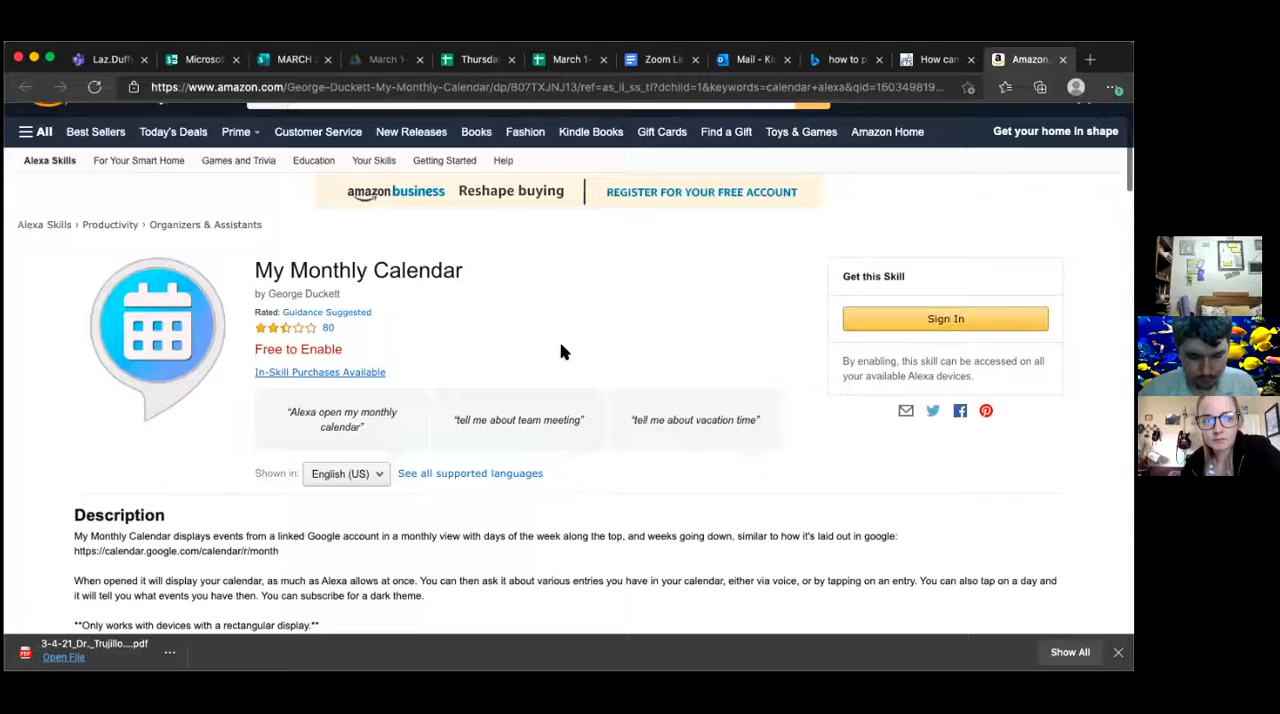 Laz.Duffy
Microsof
MARCH
March 1-
Thursda
March 1-
Zoom Li
Mail - Ki
how to p
How can
Amazon.
https://www.amazon.com/George-Duckett-My-Monthly-Calendar/dp/B07TXJNJ13/ref=as_li_ss_tl?dchild=1&keywords=calendar+alexa&qid=160349819...
All Best Sellers Today's Deals Prime Customer Service New Releases Books Fashion Kindle Books Gift Cards Find a Gift Toys & Games Amazon Home Get your home in shape
Alexa Skills For Your Smart Home Games and Trivia Education Your Skills Getting Started Help
amazon business Reshape buying REGISTER FOR YOUR FREE ACCOUNT
Alexa Skills › Productivity › Organizers & Assistants
My Monthly Calendar
by George Duckett
Rated: Guidance Suggested
80
Free to Enable
In-Skill Purchases Available
“Alexa open my monthly
calendar”
“tell me about team meeting”
“tell me about vacation time”
Shown in: English (US) See all supported languages
Get this Skill
Sign In
By enabling, this skill can be accessed on all
your available Alexa devices.
Description
My Monthly Calendar displays events from a linked Google account in a monthly view with days of the week along the top, and weeks going down, similar to how it's laid out in google:
https://calendar.google.com/calendar/r/month
When opened it will display your calendar, as much as Alexa allows at once. You can then ask it about various entries you have in your calendar, either via voice, or by tapping on an entry. You can also tap on a day and
it will tell you what events you have then. You can subscribe for a dark theme.
**Only works with devices with a rectangular display.**
3-4-21_Dr._Trujillo....pdf
Open File
Show All